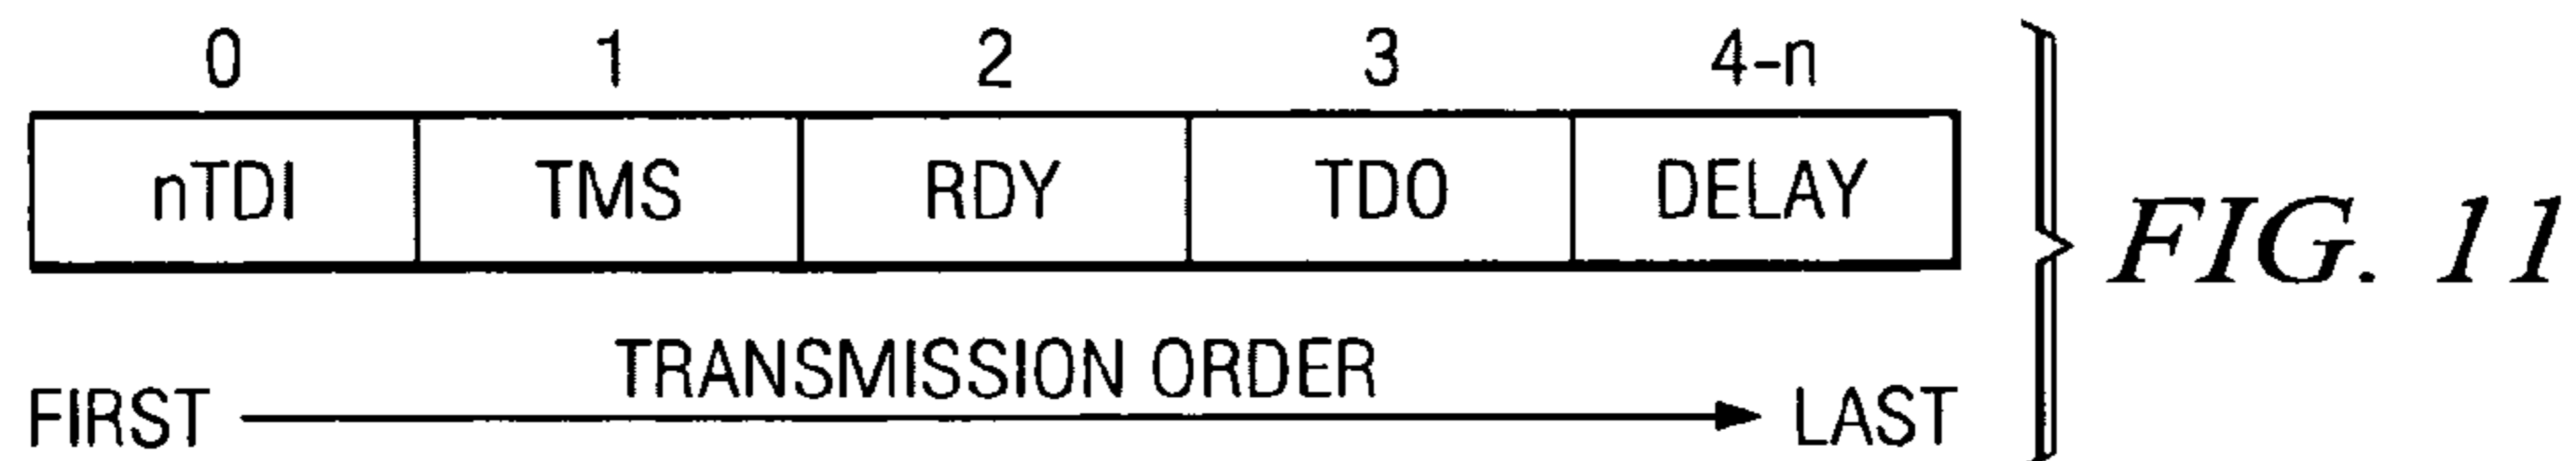 0 1 2 3 4-n
nTDI TMS RDY TDO DELAY
FIG. 11
TRANSMISSION ORDER
FIRST LAST